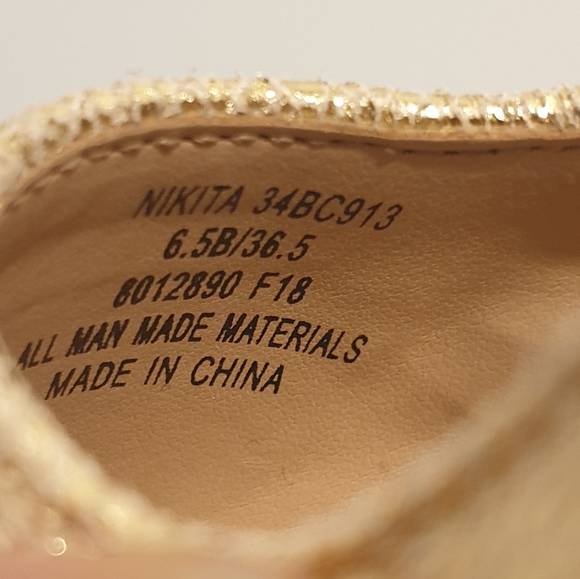 NIKITA 34BC913
6.5B/36.5
8012890 F18
ALL MAN MADE MATERIALS
MADE IN CHINA